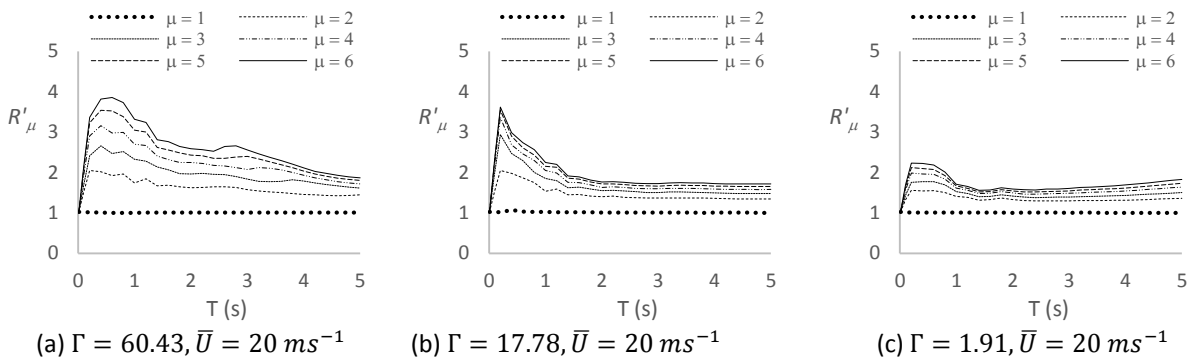 μ = 1 μ = 2
μ = 3 μ = 4
μ = 5 μ = 6
5
4
3
2
1
0
R'μ
0 1 2 3 4 5
T (s)
(a) Γ = 60.43, U̅ = 20 ms⁻¹
μ = 1 μ = 2
μ = 3 μ = 4
μ = 5 μ = 6
5
4
3
2
1
0
R'μ
0 1 2 3 4 5
T (s)
(b) Γ = 17.78, U̅ = 20 ms⁻¹
μ = 1 μ = 2
μ = 3 μ = 4
μ = 5 μ = 6
5
4
3
2
1
0
R'μ
0 1 2 3 4 5
T (s)
(c) Γ = 1.91, U̅ = 20 ms⁻¹